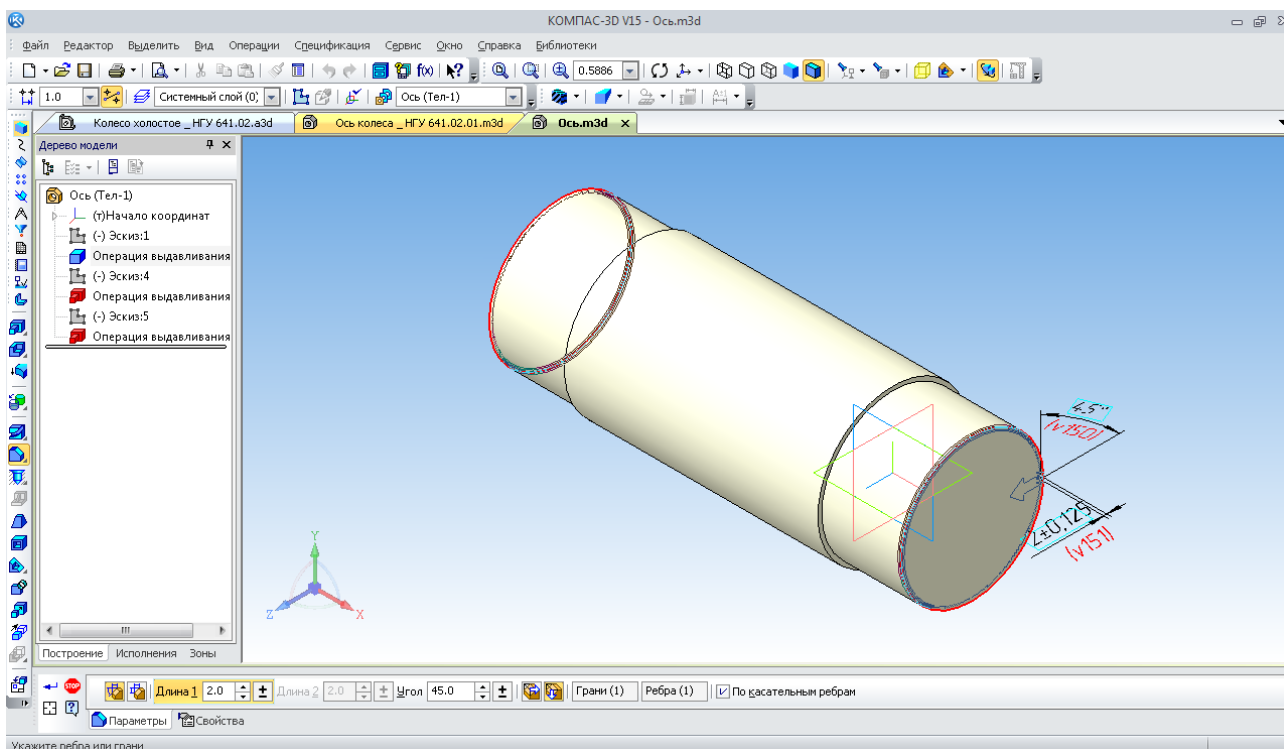 КОМПАС-3D V15 - Ось.m3d
Файл Редактор Выделить Вид Операции Спецификация Сервис Окно Справка Библиотеки
f(x) 0.5886
1.0 Системный слой (0) Ось (Тел-1)
Колесо холостое _НГУ 641.02.a3d Ось колеса _НГУ 641.02.01.m3d Ось.m3d
Дерево модели
Ось (Тел-1)
(т)Начало координат
(-) Эскиз:1
Операция выдавливания
(-) Эскиз:4
Операция выдавливания
(-) Эскиз:5
Операция выдавливания
45°
(v150)
2±0,125
(v151)
Y
Z X
Построение Исполнения Зоны
STOP Длина 1 2.0 Длина 2 2.0 Угол 45.0 Грани (1) Ребра (1) По касательным ребрам
Параметры Свойства
Укажите ребра или грани